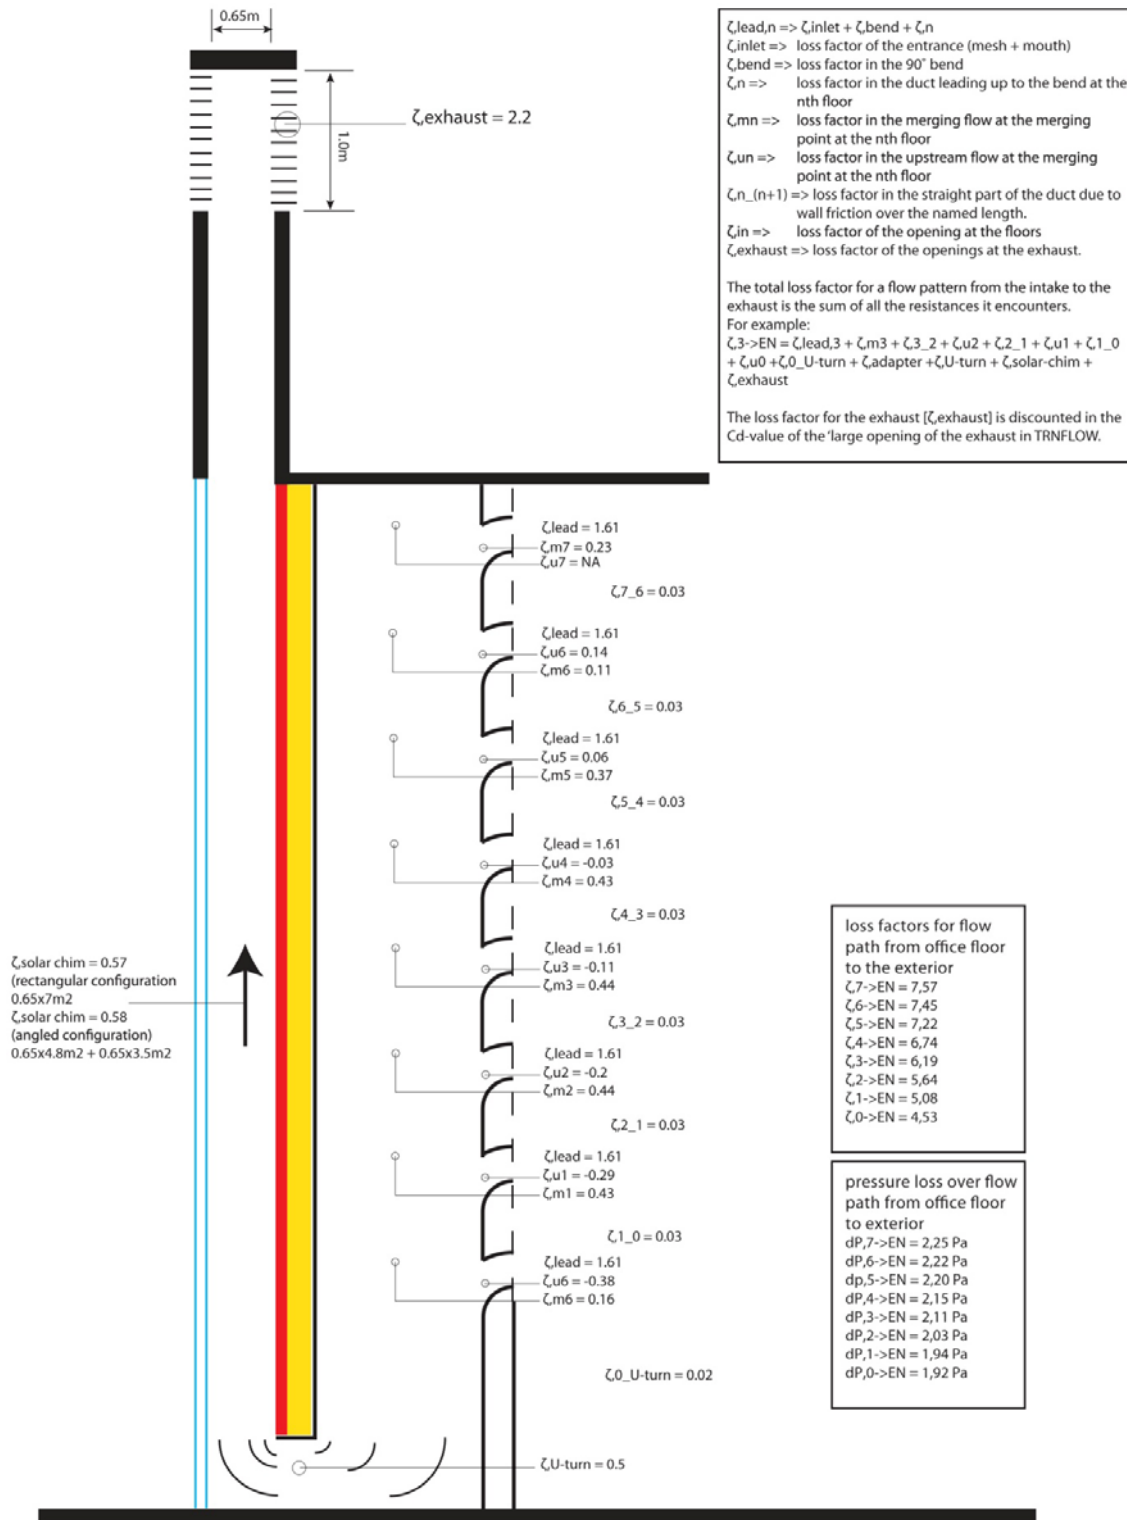 0.65m
ζ,exhaust = 2.2
1.0m
ζ,lead,n => ζ,inlet + ζ,bend + ζ,n
ζ,inlet => loss factor of the entrance (mesh + mouth)
ζ,bend => loss factor in the 90˚ bend
ζ,n => loss factor in the duct leading up to the bend at the
nth floor
ζ,mn => loss factor in the merging flow at the merging
point at the nth floor
ζ,un => loss factor in the upstream flow at the merging
point at the nth floor
ζ,n_(n+1) => loss factor in the straight part of the duct due to
wall friction over the named length.
ζ,in => loss factor of the opening at the floors
ζ,exhaust => loss factor of the openings at the exhaust.
The total loss factor for a flow pattern from the intake to the
exhaust is the sum of all the resistances it encounters.
For example:
ζ,3->EN = ζ,lead,3 + ζ,m3 + ζ,3_2 + ζ,u2 + ζ,2_1 + ζ,u1 + ζ,1_0
+ ζ,u0 +ζ,0_U-turn + ζ,adapter +ζ,U-turn + ζ,solar-chim +
ζ,exhaust
The loss factor for the exhaust [ζ,exhaust] is discounted in the
Cd-value of the 'large opening of the exhaust in TRNFLOW.
ζ,lead = 1.61
ζ,m7 = 0.23
ζ,u7 = NA
ζ,7_6 = 0.03
ζ,lead = 1.61
ζ,u6 = 0.14
ζ,m6 = 0.11
ζ,6_5 = 0.03
ζ,lead = 1.61
ζ,u5 = 0.06
ζ,m5 = 0.37
ζ,5_4 = 0.03
ζ,lead = 1.61
ζ,u4 = -0.03
ζ,m4 = 0.43
ζ,4_3 = 0.03
ζ,lead = 1.61
ζ,u3 = -0.11
ζ,m3 = 0.44
ζ,3_2 = 0.03
ζ,lead = 1.61
ζ,u2 = -0.2
ζ,m2 = 0.44
ζ,2_1 = 0.03
ζ,lead = 1.61
ζ,u1 = -0.29
ζ,m1 = 0.43
ζ,1_0 = 0.03
ζ,lead = 1.61
ζ,u6 = -0.38
ζ,m6 = 0.16
ζ,0_U-turn = 0.02
ζ,U-turn = 0.5
ζ,solar chim = 0.57
(rectangular configuration
0.65x7m2
ζ,solar chim = 0.58
(angled configuration)
0.65x4.8m2 + 0.65x3.5m2
loss factors for flow
path from office floor
to the exterior
ζ,7->EN = 7,57
ζ,6->EN = 7,45
ζ,5->EN = 7,22
ζ,4->EN = 6,74
ζ,3->EN = 6,19
ζ,2->EN = 5,64
ζ,1->EN = 5,08
ζ,0->EN = 4,53
pressure loss over flow
path from office floor
to exterior
dP,7->EN = 2,25 Pa
dP,6->EN = 2,22 Pa
dp,5->EN = 2,20 Pa
dP,4->EN = 2,15 Pa
dP,3->EN = 2,11 Pa
dP,2->EN = 2,03 Pa
dP,1->EN = 1,94 Pa
dP,0->EN = 1,92 Pa